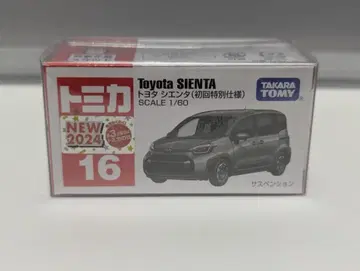 トミカ
NEW
2024
16
Toyota SIENTA
トヨタ シエンタ(初回特別仕様)
SCALE 1/60
TAKARA
TOMY
サスペンション